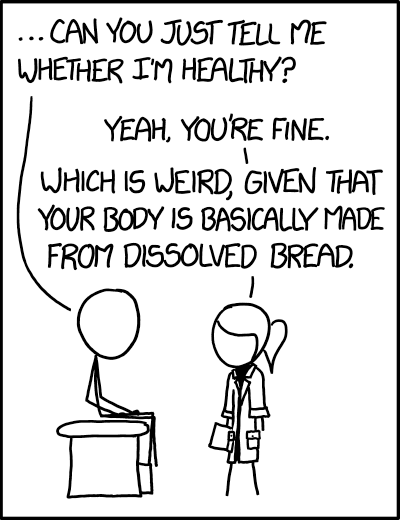 ...CAN YOU JUST TELL ME
WHETHER I'M HEALTHY?
YEAH, YOU'RE FINE.
WHICH IS WEIRD, GIVEN THAT
YOUR BODY IS BASICALLY MADE
FROM DISSOLVED BREAD.